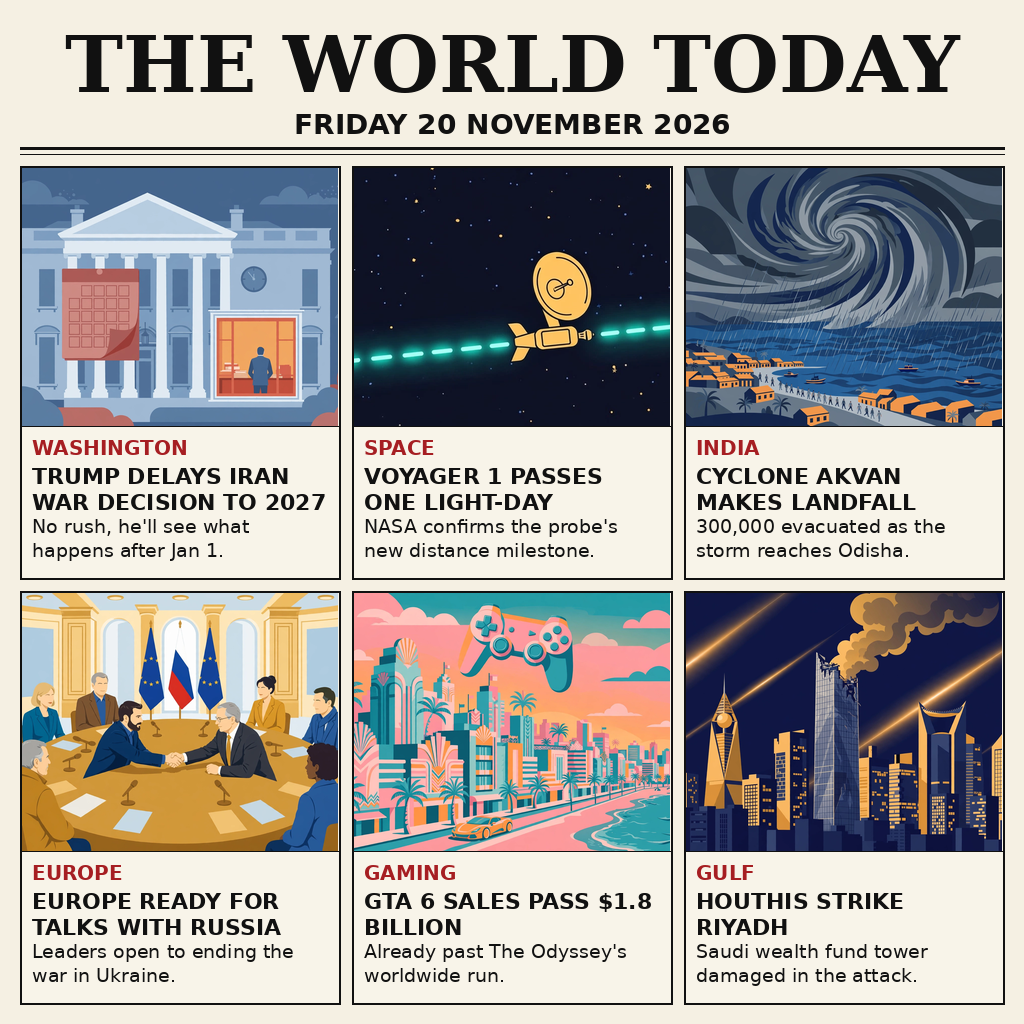 THE WORLD TODAY
FRIDAY 20 NOVEMBER 2026
WASHINGTON
TRUMP DELAYS IRAN
WAR DECISION TO 2027
No rush, he'll see what
happens after Jan 1.
SPACE
VOYAGER 1 PASSES
ONE LIGHT-DAY
NASA confirms the probe's
new distance milestone.
INDIA
CYCLONE AKVAN
MAKES LANDFALL
300,000 evacuated as the
storm reaches Odisha.
EUROPE
EUROPE READY FOR
TALKS WITH RUSSIA
Leaders open to ending the
war in Ukraine.
GAMING
GTA 6 SALES PASS $1.8
BILLION
Already past The Odyssey's
worldwide run.
GULF
HOUTHIS STRIKE
RIYADH
Saudi wealth fund tower
damaged in the attack.